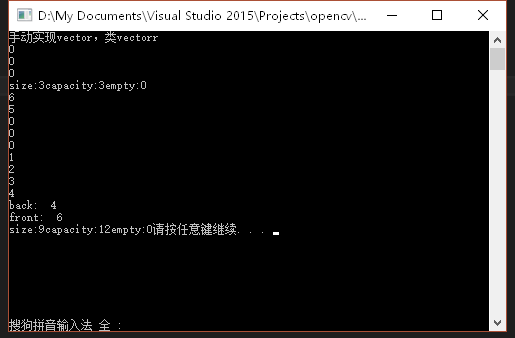 D:\My Documents\Visual Studio 2015\Projects\opencv\...
手动实现vector，类vectorr
0
0
0
size:3capacity:3empty:0
6
5
0
0
0
1
2
3
4
back:  4
front:  6
size:9capacity:12empty:0请按任意键继续. . .
搜狗拼音输入法 全 :